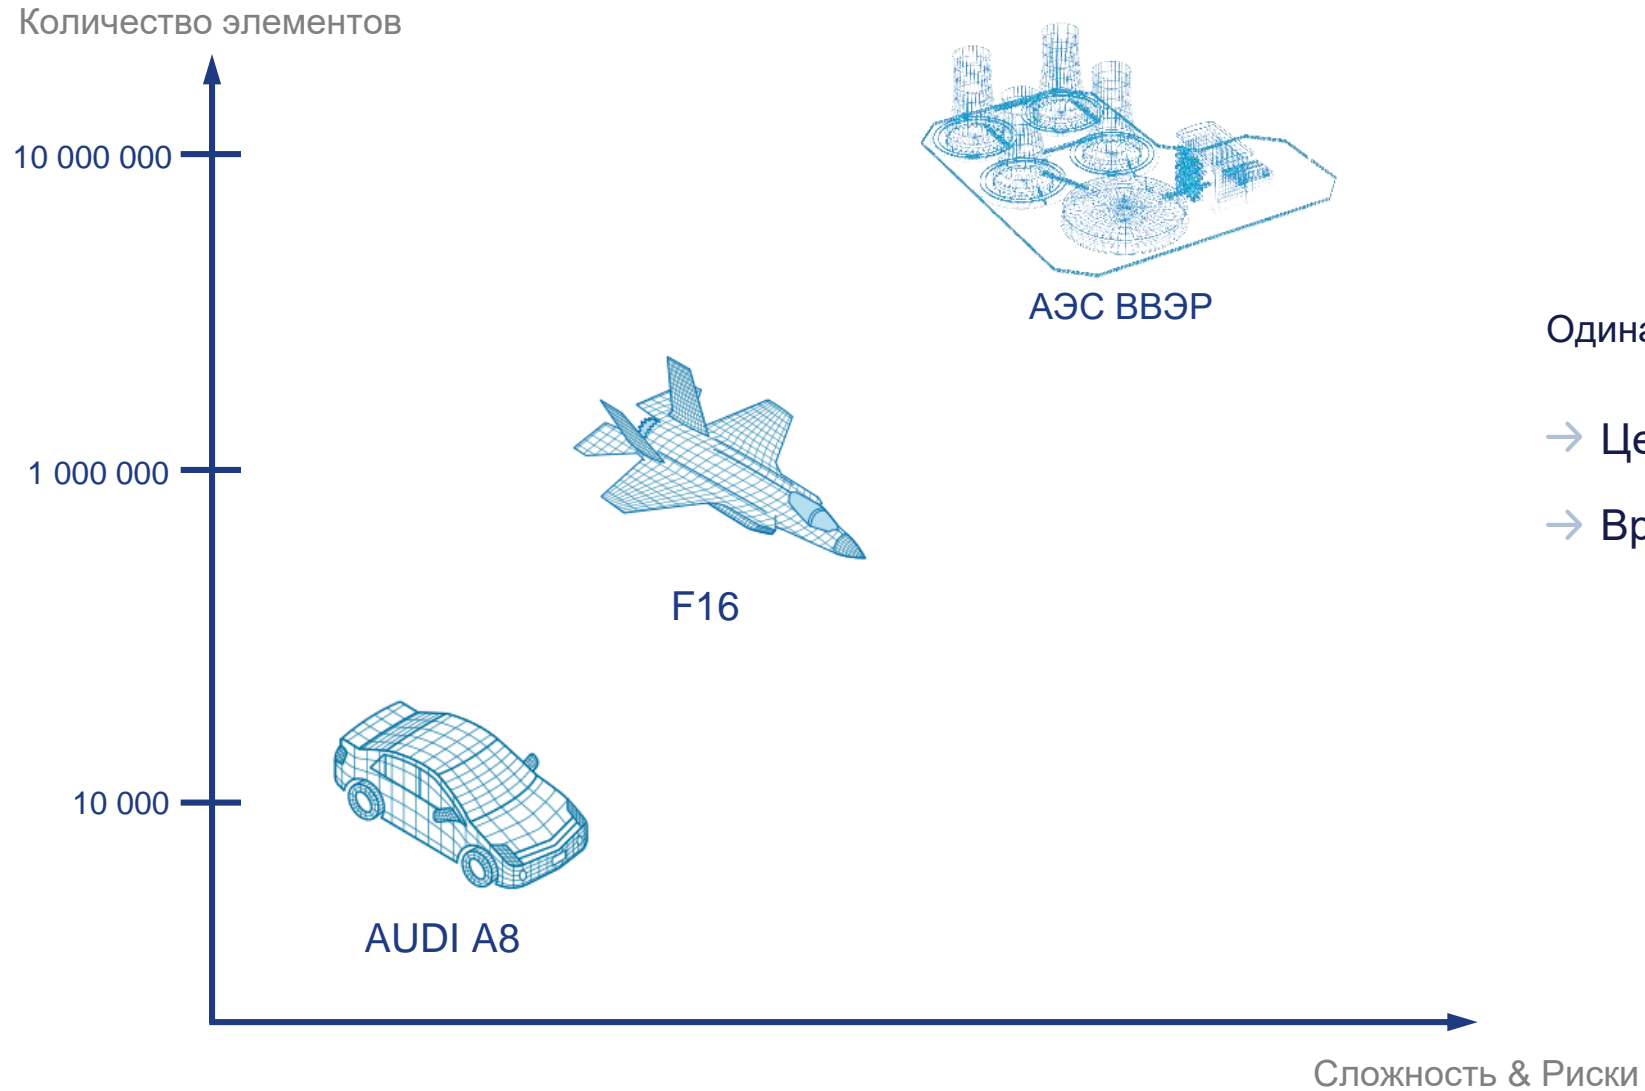 Количество элементов
10 000 000
АЭС ВВЭР
1 000 000
F16
10 000
AUDI A8
Сложность & Риски